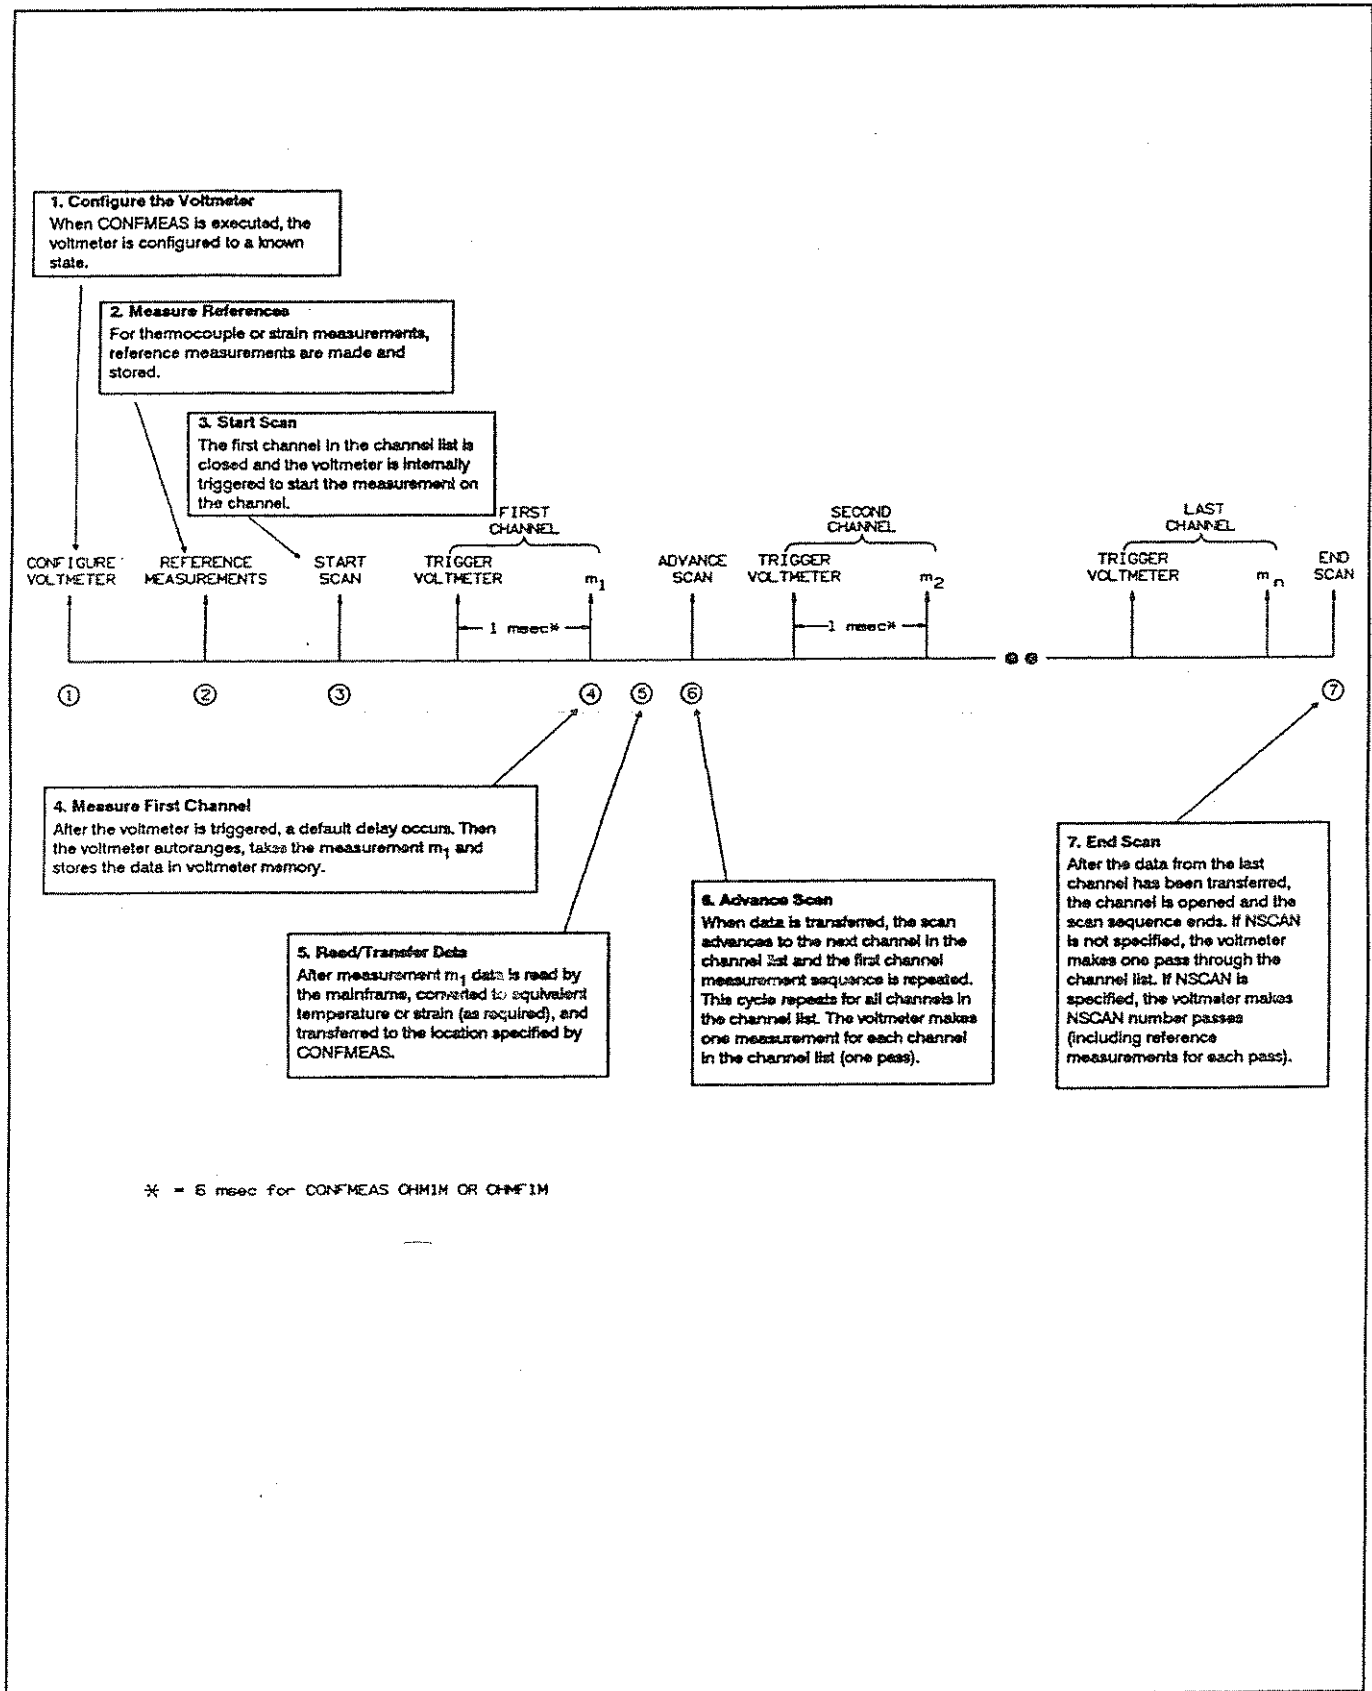 1. Configure the Voltmeter
When CONFMEAS is executed, the
voltmeter is configured to a known
state.
2. Measure References
For thermocouple or strain measurements,
reference measurements are made and
stored.
3. Start Scan
The first channel in the channel list is
closed and the voltmeter is internally
triggered to start the measurement on
the channel.
FIRST
CHANNEL
SECOND
CHANNEL
LAST
CHANNEL
CONFIGURE
VOLTMETER
REFERENCE
MEASUREMENTS
START
SCAN
TRIGGER
VOLTMETER
m1
ADVANCE
SCAN
TRIGGER
VOLTMETER
m2
TRIGGER
VOLTMETER
mn
END
SCAN
1 msec*
1 msec*
1
2
3
4
5
6
7
4. Measure First Channel
After the voltmeter is triggered, a default delay occurs. Then
the voltmeter autoranges, takes the measurement m1 and
stores the data in voltmeter memory.
5. Read/Transfer Data
After measurement m1 data is read by
the mainframe, converted to equivalent
temperature or strain (as required), and
transferred to the location specified by
CONFMEAS.
6. Advance Scan
When data is transferred, the scan
advances to the next channel in the
channel list and the first channel
measurement sequence is repeated.
This cycle repeats for all channels in
the channel list. The voltmeter makes
one measurement for each channel
in the channel list (one pass).
7. End Scan
After the data from the last
channel has been transferred,
the channel is opened and the
scan sequence ends. If NSCAN
is not specified, the voltmeter
makes one pass through the
channel list. If NSCAN is
specified, the voltmeter makes
NSCAN number passes
(including reference
measurements for each pass).
* = 6 msec for CONFMEAS OHM1M OR OHMF1M